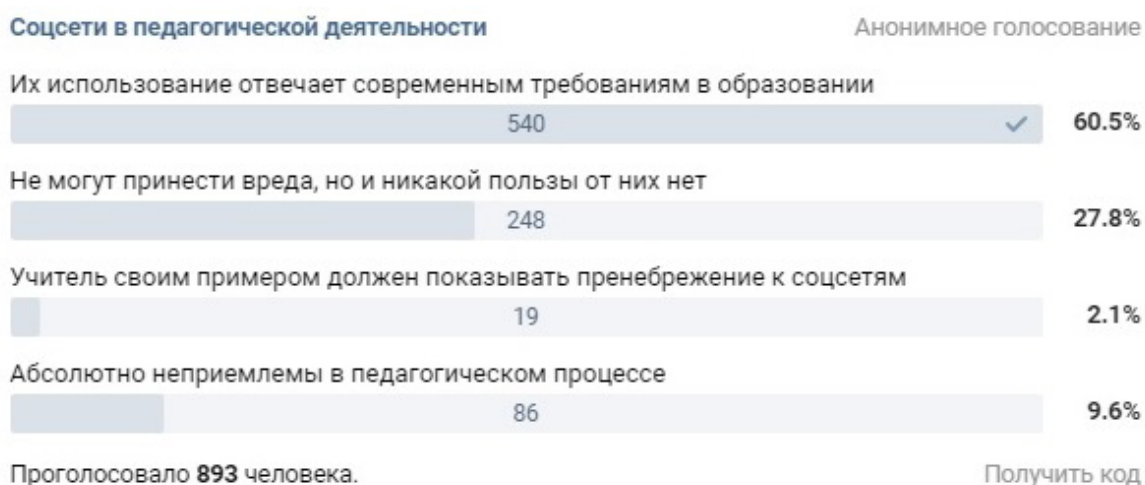 Соцсети в педагогической деятельности Анонимное голосование
Их использование отвечает современным требованиям в образовании
540 60.5%
Не могут принести вреда, но и никакой пользы от них нет
248 27.8%
Учитель своим примером должен показывать пренебрежение к соцсетям
19 2.1%
Абсолютно неприемлемы в педагогическом процессе
86 9.6%
Проголосовало 893 человека. Получить код